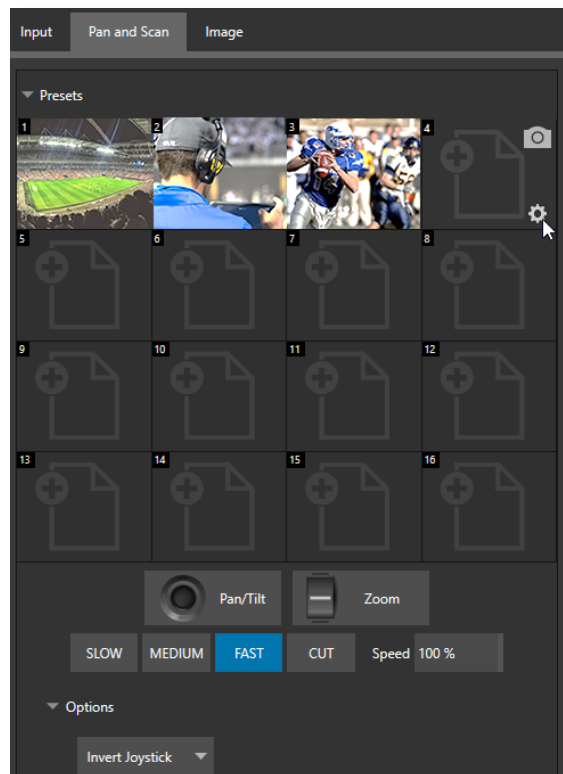 Input Pan and Scan Image
Presets
1 2 3 4
5 6 7 8
9 10 11 12
13 14 15 16
Pan/Tilt Zoom
SLOW MEDIUM FAST CUT Speed 100 %
Options
Invert Joystick